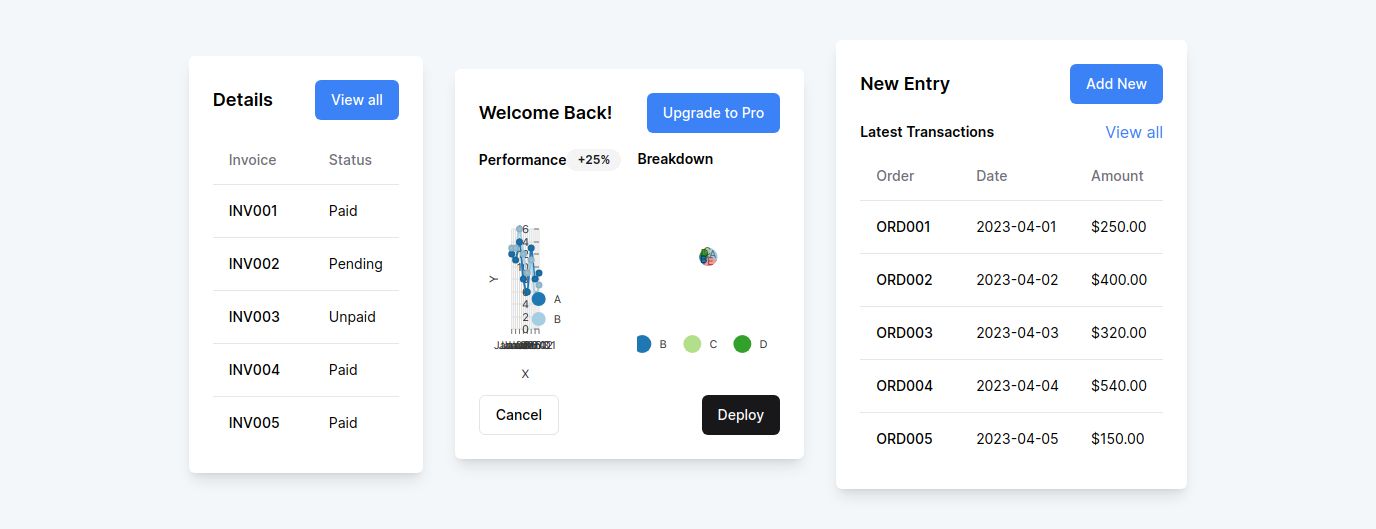 Details
View all
Invoice Status
INV001 Paid
INV002 Pending
INV003 Unpaid
INV004 Paid
INV005 Paid
Welcome Back!
Upgrade to Pro
Performance +25%
Breakdown
Y
6
4
2
4
2
0
A
B
X
B C D
Cancel
Deploy
New Entry
Add New
Latest Transactions
View all
Order Date Amount
ORD001 2023-04-01 $250.00
ORD002 2023-04-02 $400.00
ORD003 2023-04-03 $320.00
ORD004 2023-04-04 $540.00
ORD005 2023-04-05 $150.00